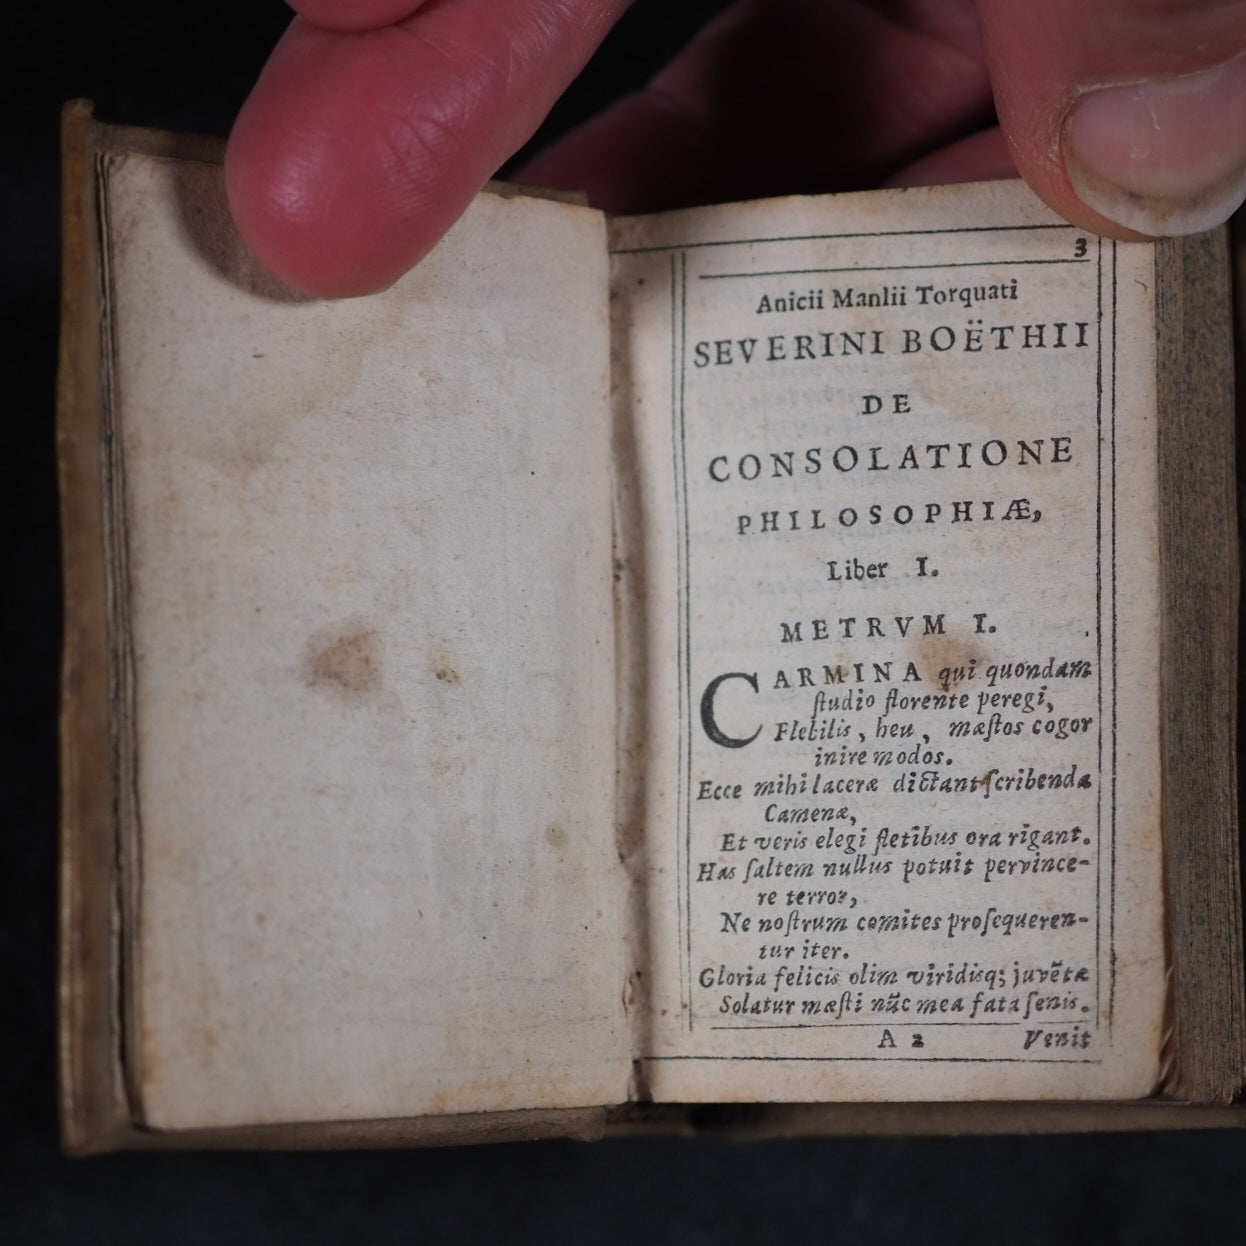 3
Anicii Manlii Torquati
SEVERINI BOËTHII
DE
CONSOLATIONE
PHILOSOPHIÆ,
Liber I.
METRVM I.
CARMINA qui quondam
ſtudio florente peregi,
Flebilis, heu, mæſtos cogor
inire modos.
Ecce mihi laceræ dictant ſcribenda
Camenæ,
Et veris elegi fletibus ora rigant.
Has ſaltem nullus potuit pervince-
re terror,
Ne noſtrum comites proſequeren-
tur iter.
Gloria felicis olim viridisq; juvẽtæ
Solatur mæſti nũc mea fata ſenis.
A 2 Venit